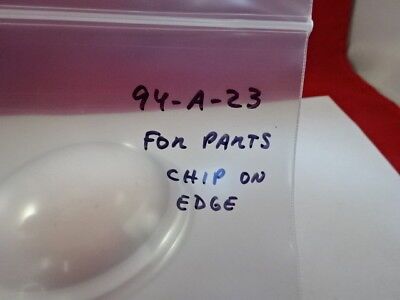 94-A-23
FOR PARTS
CHIP ON
EDGE